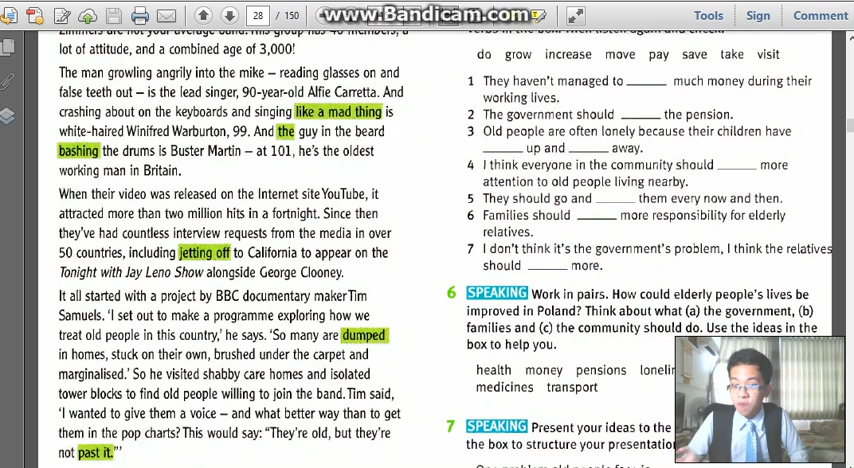 28 / 150
www.Bandicam.com
Tools Sign Comment
Zimmers are not your average band. This group has 40 members, a
lot of attitude, and a combined age of 3,000!
The man growling angrily into the mike – reading glasses on and
false teeth out – is the lead singer, 90-year-old Alfie Carretta. And
crashing about on the keyboards and singing like a mad thing is
white-haired Winifred Warburton, 99. And the guy in the beard
bashing the drums is Buster Martin – at 101, he's the oldest
working man in Britain.
When their video was released on the Internet site YouTube, it
attracted more than two million hits in a fortnight. Since then
they've had countless interview requests from the media in over
50 countries, including jetting off to California to appear on the
Tonight with Jay Leno Show alongside George Clooney.
It all started with a project by BBC documentary maker Tim
Samuels. 'I set out to make a programme exploring how we
treat old people in this country,' he says. 'So many are dumped
in homes, stuck on their own, brushed under the carpet and
marginalised.' So he visited shabby care homes and isolated
tower blocks to find old people willing to join the band. Tim said,
'I wanted to give them a voice – and what better way than to get
them in the pop charts? This would say: "They're old, but they're
not past it."'
verbs in the box. Then listen again and check.
do grow increase move pay save take visit
1 They haven't managed to ______ much money during their
working lives.
2 The government should ______ the pension.
3 Old people are often lonely because their children have
______ up and ______ away.
4 I think everyone in the community should ______ more
attention to old people living nearby.
5 They should go and ______ them every now and then.
6 Families should ______ more responsibility for elderly
relatives.
7 I don't think it's the government's problem, I think the relatives
should ______ more.
6 SPEAKING Work in pairs. How could elderly people's lives be
improved in Poland? Think about what (a) the government, (b)
families and (c) the community should do. Use the ideas in the
box to help you.
health money pensions
medicines transport
7 SPEAKING Present your ideas to the
the box to structure your presentation